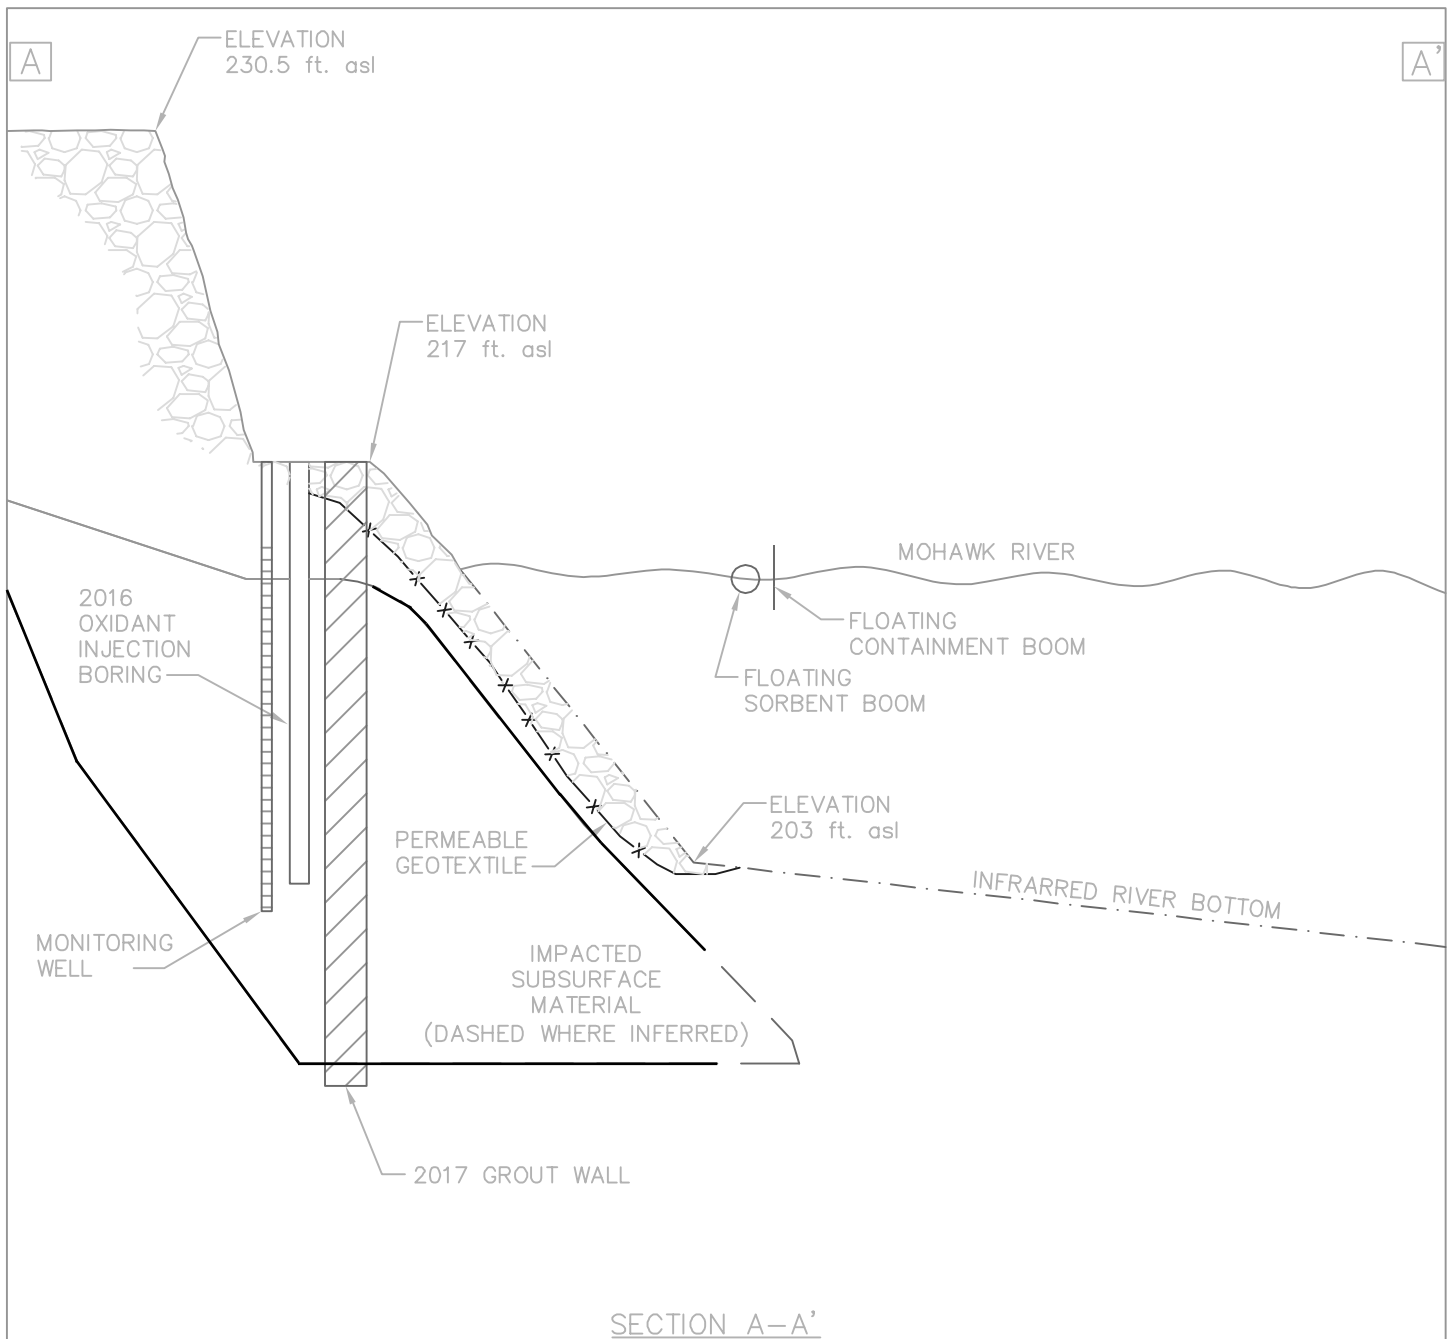 ELEVATION
230.5 ft. asl
A
A'
ELEVATION
217 ft. asl
MOHAWK RIVER
2016
OXIDANT
INJECTION
BORING
FLOATING
CONTAINMENT BOOM
FLOATING
SORBENT BOOM
ELEVATION
203 ft. asl
PERMEABLE
GEOTEXTILE
INFRARRED RIVER BOTTOM
MONITORING
WELL
IMPACTED
SUBSURFACE
MATERIAL
(DASHED WHERE INFERRED)
2017 GROUT WALL
SECTION A-A'